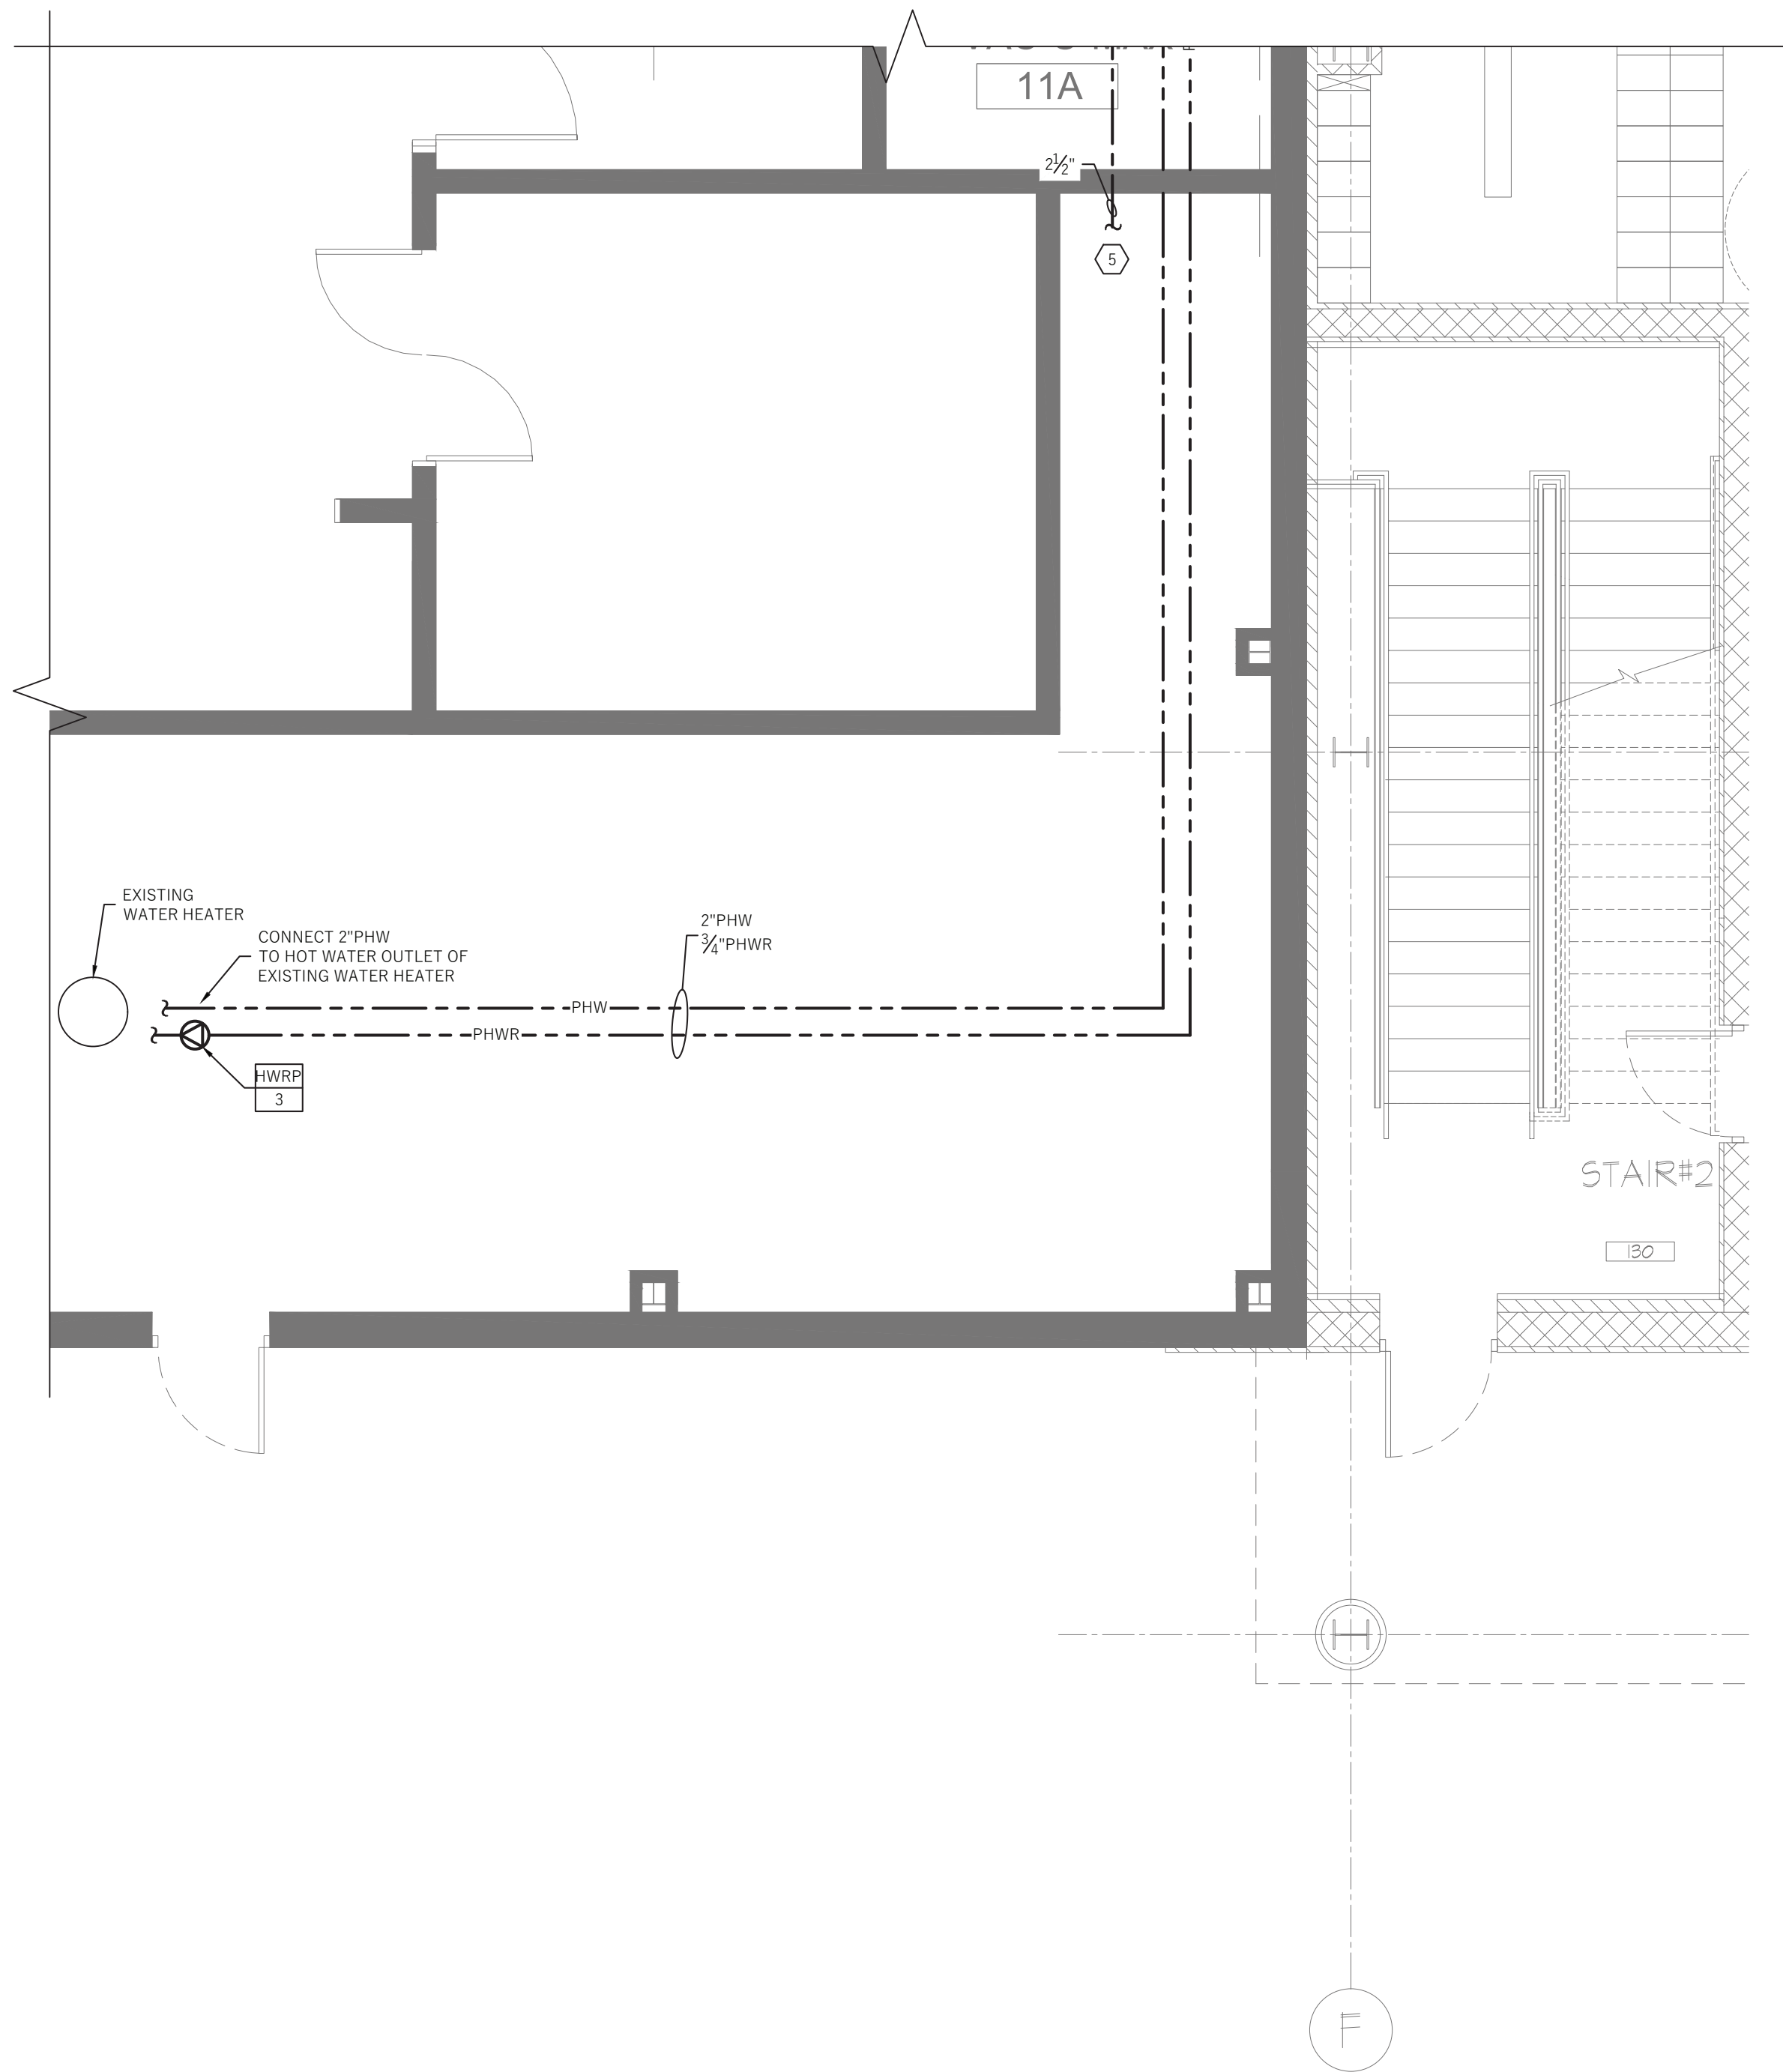 11A
2½"
5
EXISTING
WATER HEATER
CONNECT 2"PHW
TO HOT WATER OUTLET OF
EXISTING WATER HEATER
2"PHW
¾"PHWR
PHW
PHWR
HWRP
3
STAIR#2
130
H
F